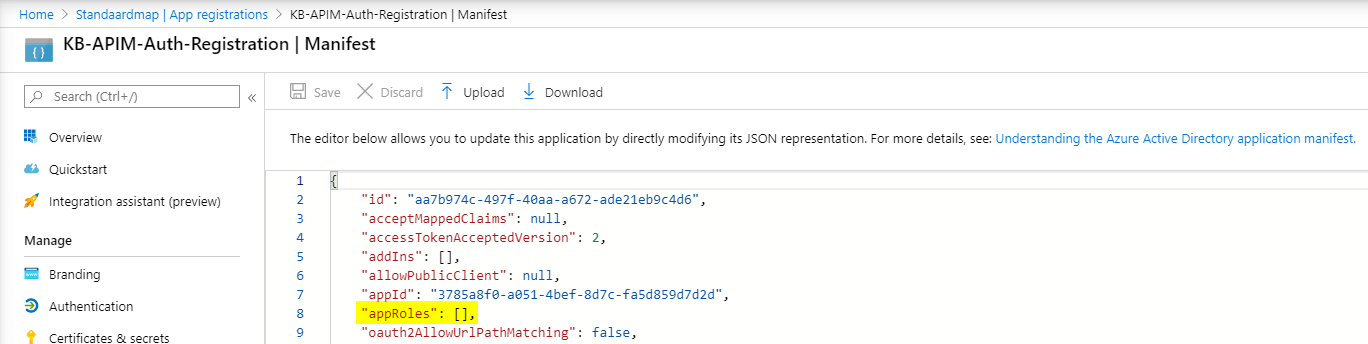 Home > Standaardmap | App registrations > KB-APIM-Auth-Registration | Manifest
KB-APIM-Auth-Registration | Manifest
Search (Ctrl+/)
«
Save Discard Upload Download
Overview
Quickstart
Integration assistant (preview)
Manage
Branding
Authentication
Certificates & secrets
The editor below allows you to update this application by directly modifying its JSON representation. For more details, see: Understanding the Azure Active Directory application manifest.
1 {
2 "id": "aa7b974c-497f-40aa-a672-ade21eb9c4d6",
3 "acceptMappedClaims": null,
4 "accessTokenAcceptedVersion": 2,
5 "addIns": [],
6 "allowPublicClient": null,
7 "appId": "3785a8f0-a051-4bef-8d7c-fa5d859d7d2d",
8 "appRoles": [],
9 "oauth2AllowUrlPathMatching": false,